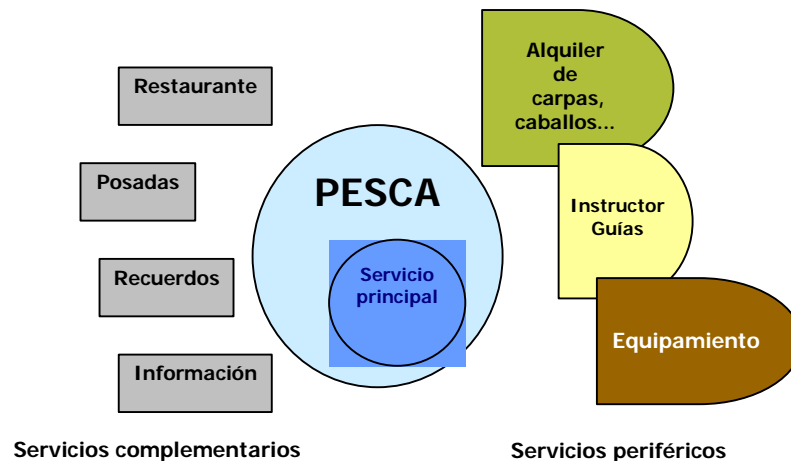 Restaurante
Posadas
Recuerdos
Información
Servicios complementarios
PESCA
Servicio
principal
Alquiler
de
carpas,
caballos...
Instructor
Guías
Equipamiento
Servicios periféricos